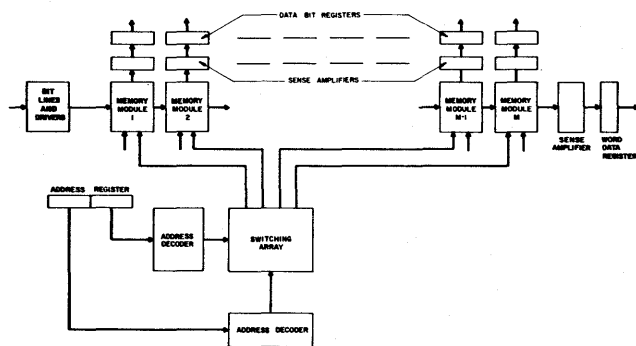 DATA BIT REGISTERS
SENSE AMPLIFIERS
BIT
LINES
AND
DRIVERS
MEMORY
MODULE
1
MEMORY
MODULE
2
MEMORY
MODULE
M-1
MEMORY
MODULE
M
SENSE
AMPLIFIER
WORD
DATA
REGISTER
ADDRESS REGISTER
ADDRESS
DECODER
SWITCHING
ARRAY
ADDRESS DECODER